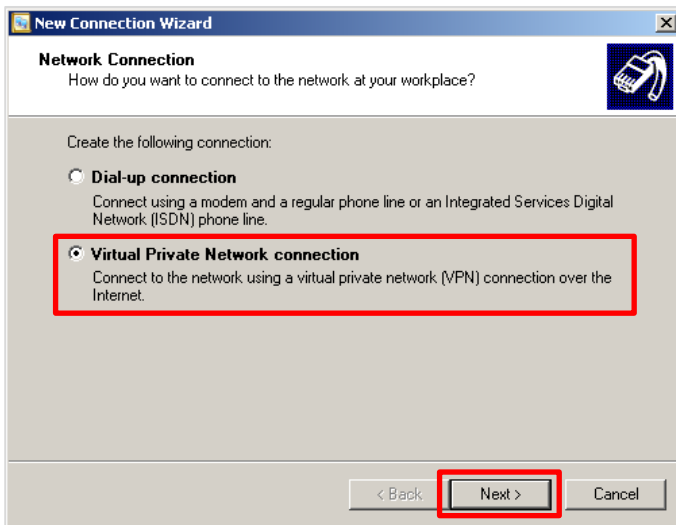 New Connection Wizard
Network Connection
How do you want to connect to the network at your workplace?
Create the following connection:
Dial-up connection
Connect using a modem and a regular phone line or an Integrated Services Digital
Network (ISDN) phone line.
Virtual Private Network connection
Connect to the network using a virtual private network (VPN) connection over the
Internet.
< Back
Next >
Cancel